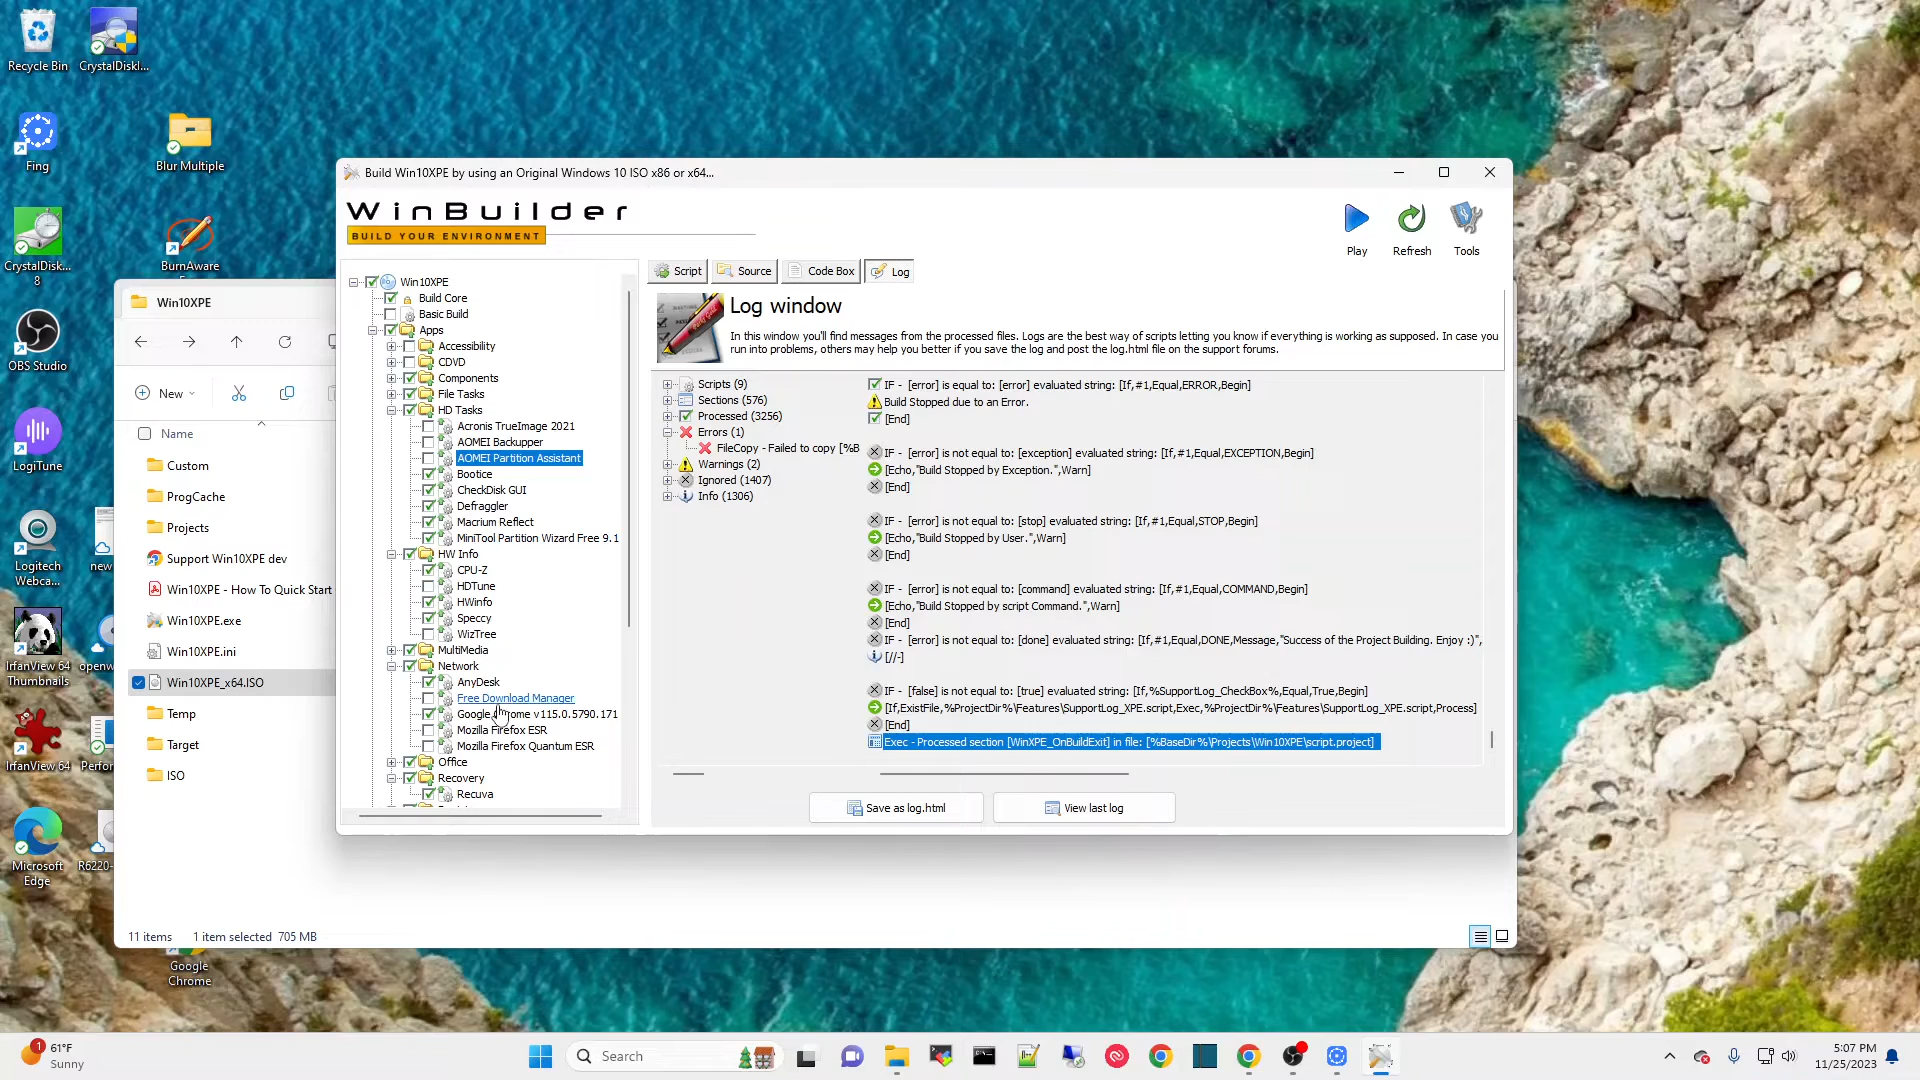 Recycle Bin
CrystalDiskI...
Fing
Blur Multiple
CrystalDisk...
8
BurnAware
OBS Studio
LogiTune
Logitech
Webca...
new
IrfanView 64
Thumbnails
openw
IrfanView 64
Perfor
Microsoft
Edge
R6220-
Google
Chrome
Win10XPE
New
Name
Custom
XPE
ProgCache
Projects
Support Win10XPE dev
Win10XPE - How To Quick Start
Win10XPE.exe
Win10XPE.ini
Win10XPE_x64.ISO
Temp
Target
ISO
11 items
1 item selected 705 MB
Build Win10XPE by using an Original Windows 10 ISO x86 or x64...
WinBuilder
BUILD YOUR ENVIRONMENT
Play
Refresh
Tools
Win10XPE
Build Core
Basic Build
Apps
Accessibility
CDVD
Components
File Tasks
HD Tasks
Acronis TrueImage 2021
AOMEI Backupper
AOMEI Partition Assistant
Bootice
CheckDisk GUI
Defraggler
Macrium Reflect
MiniTool Partition Wizard Free 9.1
HW Info
CPU-Z
HDTune
HWinfo
Speccy
WizTree
MultiMedia
Network
AnyDesk
Free Download Manager
Google Chrome v115.0.5790.171
Mozilla Firefox ESR
Mozilla Firefox Quantum ESR
Office
Recovery
Recuva
Script
Source
Code Box
Log
Log window
In this window you'll find messages from the processed files. Logs are the best way of scripts letting you know if everything is working as supposed. In case you
run into problems, others may help you better if you save the log and post the log.html file on the support forums.
Scripts (9)
Sections (576)
Processed (3256)
Errors (1)
FileCopy - Failed to copy [%B
Warnings (2)
Ignored (1407)
Info (1306)
IF - [error] is equal to: [error] evaluated string: [If,#1,Equal,ERROR,Begin]
Build Stopped due to an Error.
[End]
IF - [error] is not equal to: [exception] evaluated string: [If,#1,Equal,EXCEPTION,Begin]
[Echo,"Build Stopped by Exception.",Warn]
[End]
IF - [error] is not equal to: [stop] evaluated string: [If,#1,Equal,STOP,Begin]
[Echo,"Build Stopped by User.",Warn]
[End]
IF - [error] is not equal to: [command] evaluated string: [If,#1,Equal,COMMAND,Begin]
[Echo,"Build Stopped by script Command.",Warn]
[End]
IF - [error] is not equal to: [done] evaluated string: [If,#1,Equal,DONE,Message,"Success of the Project Building. Enjoy :)",
[//-]
IF - [false] is not equal to: [true] evaluated string: [If,%SupportLog_CheckBox%,Equal,True,Begin]
[If,ExistFile,%ProjectDir%\Features\SupportLog_XPE.script,Exec,%ProjectDir%\Features\SupportLog_XPE.script,Process]
[End]
Exec - Processed section [WinXPE_OnBuildExit] in file: [%BaseDir%\Projects\Win10XPE\script.project]
Save as log.html
View last log
1
61°F
Sunny
Search
5:07 PM
11/25/2023